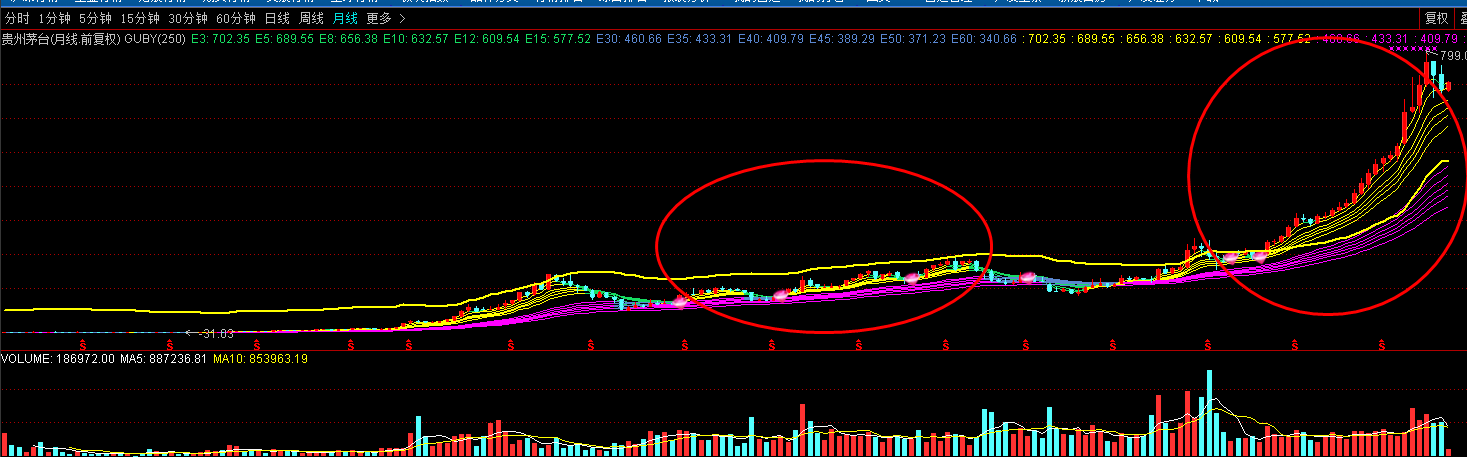 分时 1分钟 5分钟 15分钟 30分钟 60分钟 日线 周线 月线 更多 > 复权
贵州茅台(月线.前复权) GUBY(250) E3: 702.35 E5: 689.55 E8: 656.38 E10: 632.57 E12: 609.54 E15: 577.52 E30: 460.66 E35: 433.31 E40: 409.79 E45: 389.29 E50: 371.23 E60: 340.66 : 702.35 : 689.55 : 656.38 : 632.57 : 609.54 : 577.52 : 460.66 : 433.31 : 409.79 :
-31.03
VOLUME: 186972.00 MA5: 887236.81 MA10: 853963.19